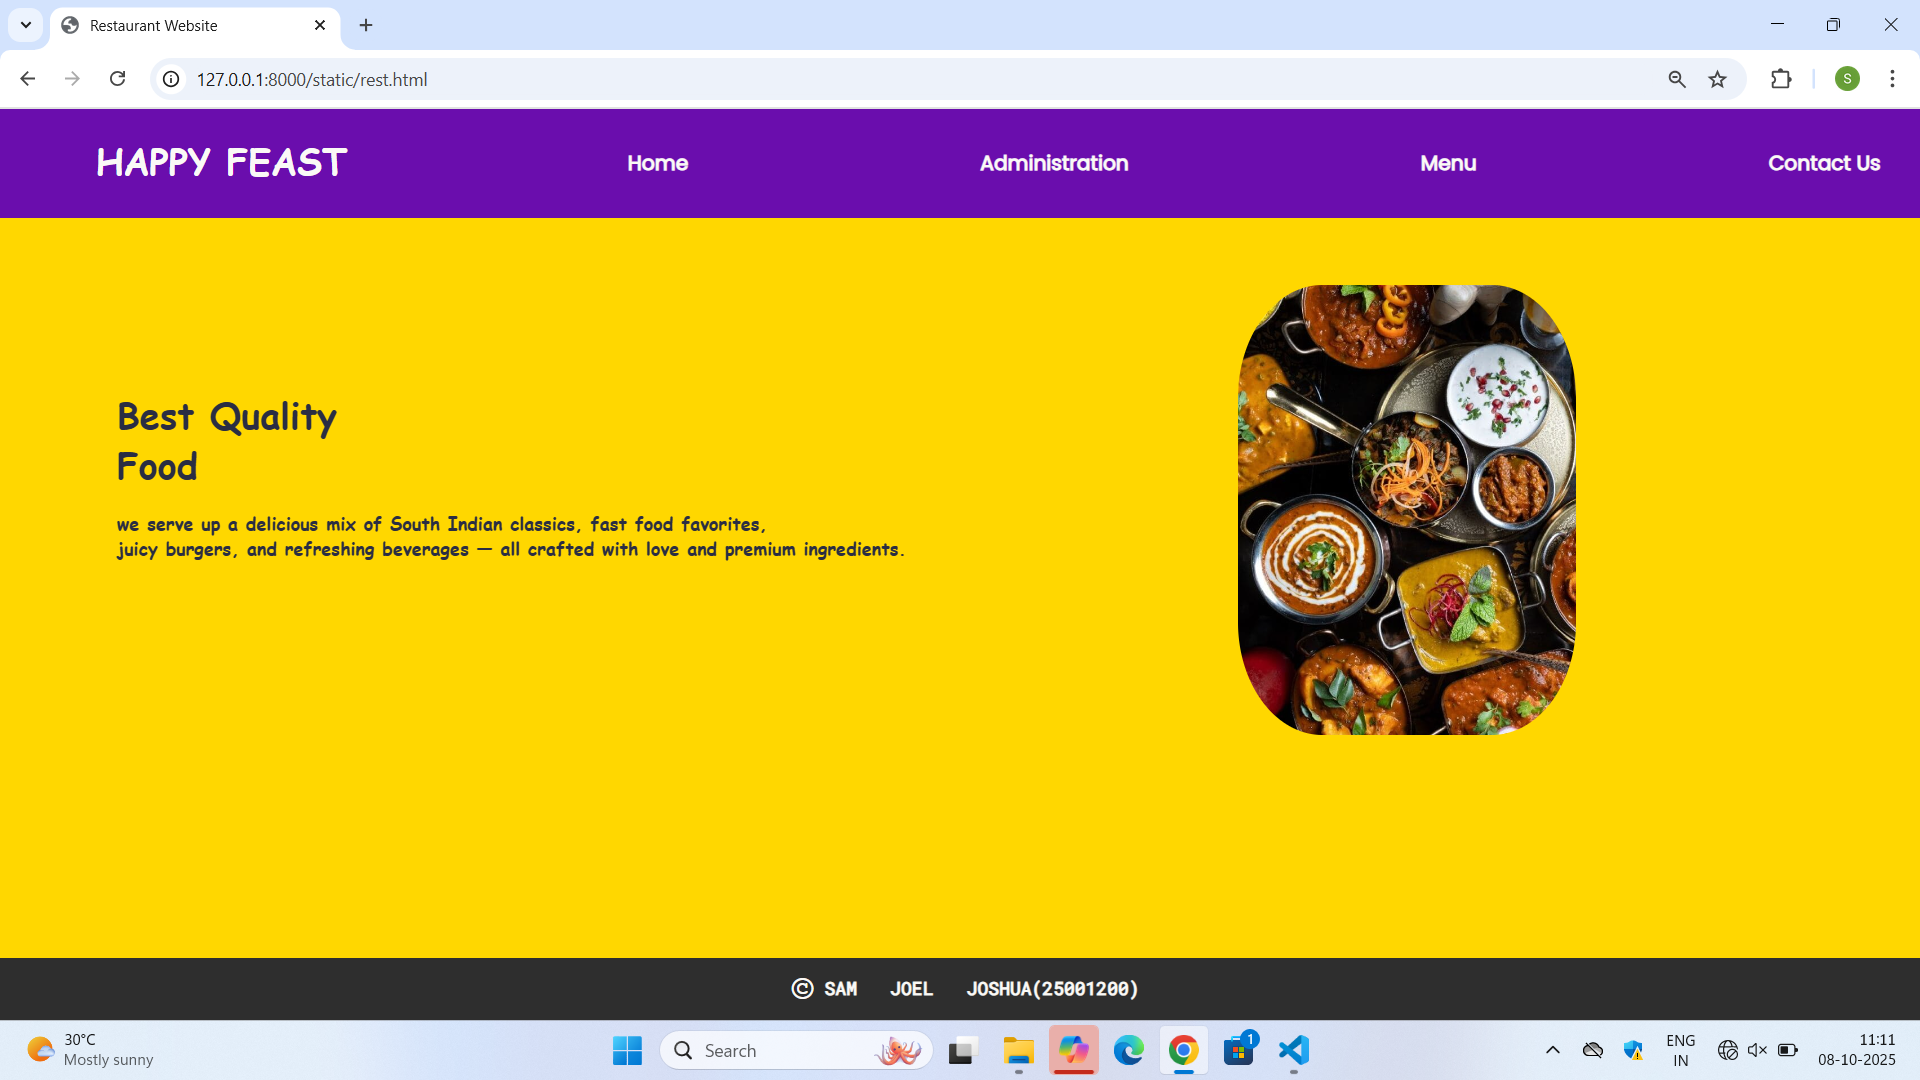 Restaurant Website
127.0.0.1:8000/static/rest.html
S
HAPPY FEAST
Home
Administration
Menu
Contact Us
Best Quality
Food
we serve up a delicious mix of South Indian classics, fast food favorites,
juicy burgers, and refreshing beverages — all crafted with love and premium ingredients.
© SAM JOEL JOSHUA(25001200)
30°C
Mostly sunny
Search
1
ENG
IN
11:11
08-10-2025